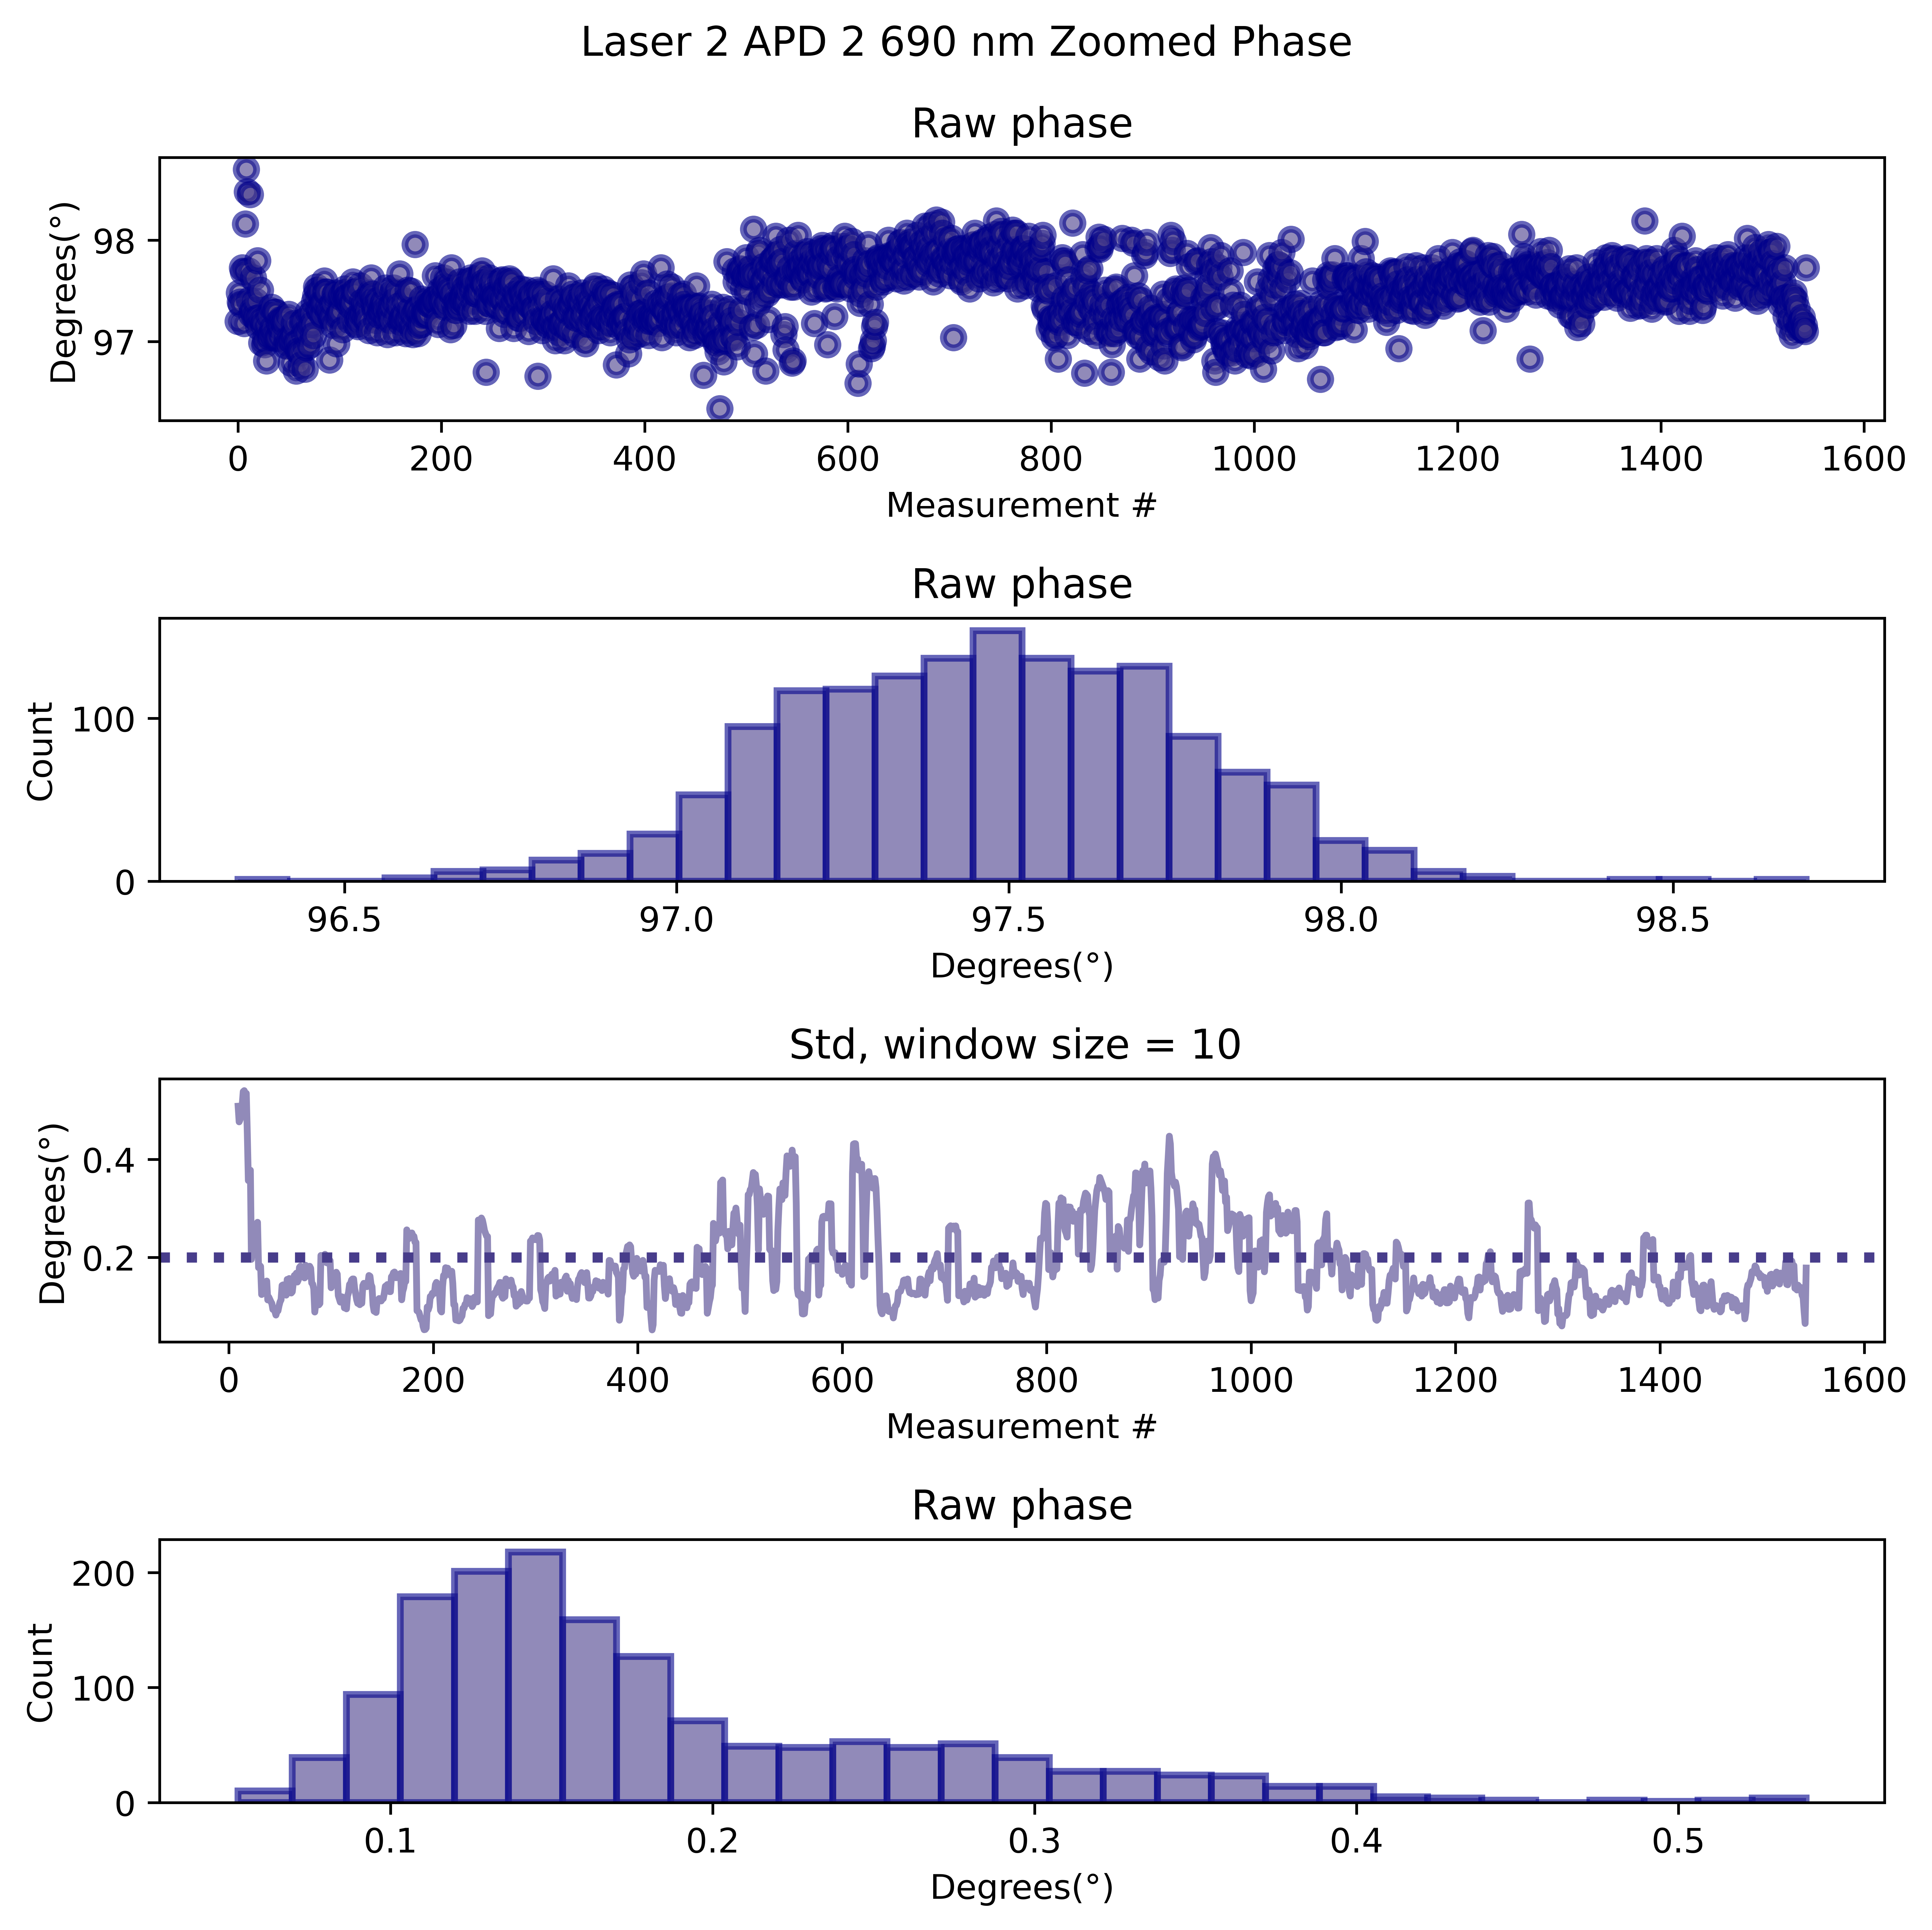 Laser 2 APD 2 690 nm Zoomed Phase
Raw phase
Degrees(°)
98
97
0 200 400 600 800 1000 1200 1400 1600
Measurement #
Raw phase
Count
100
0
96.5 97.0 97.5 98.0 98.5
Degrees(°)
Std, window size = 10
Degrees(°)
0.4
0.2
0 200 400 600 800 1000 1200 1400 1600
Measurement #
Raw phase
Count
200
100
0
0.1 0.2 0.3 0.4 0.5
Degrees(°)